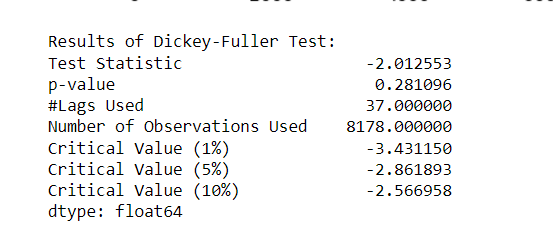 Results of Dickey-Fuller Test:
Test Statistic -2.012553
p-value 0.281096
#Lags Used 37.000000
Number of Observations Used 8178.000000
Critical Value (1%) -3.431150
Critical Value (5%) -2.861893
Critical Value (10%) -2.566958
dtype: float64